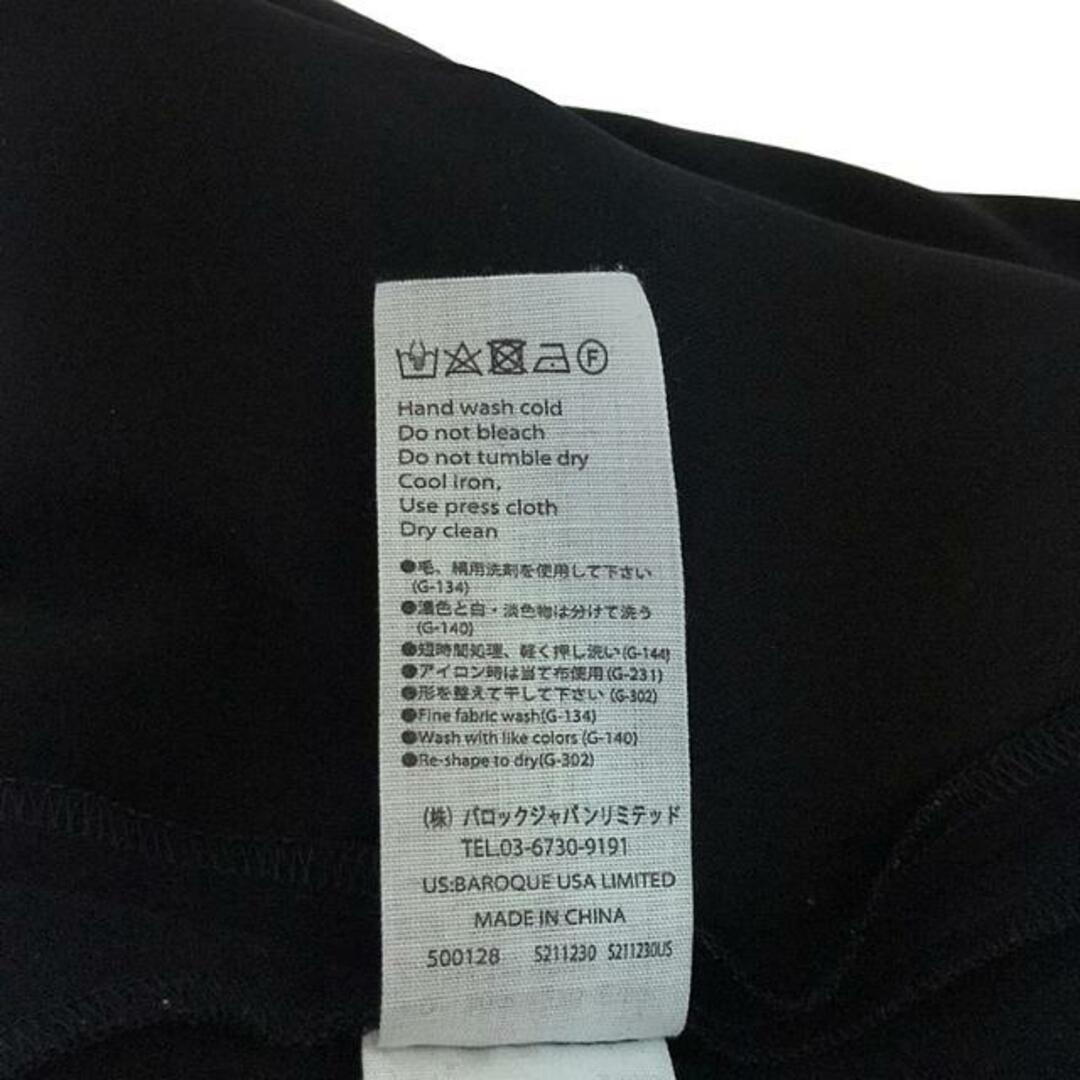 F
Hand wash cold
Do not bleach
Do not tumble dry
Cool iron,
Use press cloth
Dry clean
●毛、絹用洗剤を使用して下さい
(G-134)
●濃色と白・淡色物は分けて洗う
(G-140)
●短時間処理、軽く押し洗い(G-144)
●アイロン時は当て布使用(G-231)
●形を整えて干して下さい(G-302)
●Fine fabric wash(G-134)
●Wash with like colors (G-140)
●Re-shape to dry(G-302)
(株) バロックジャパンリミテッド
TEL.03-6730-9191
US:BAROQUE USA LIMITED
MADE IN CHINA
500128 S211230 S211230US